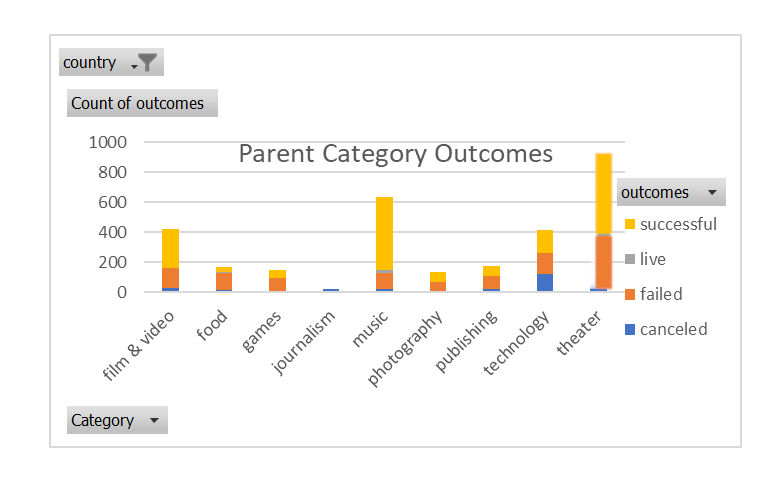 country
Count of outcomes
Parent Category Outcomes
1000
800
600
400
200
0
film & video
food
games
journalism
music
photography
publishing
technology
theater
outcomes
successful
live
failed
canceled
Category